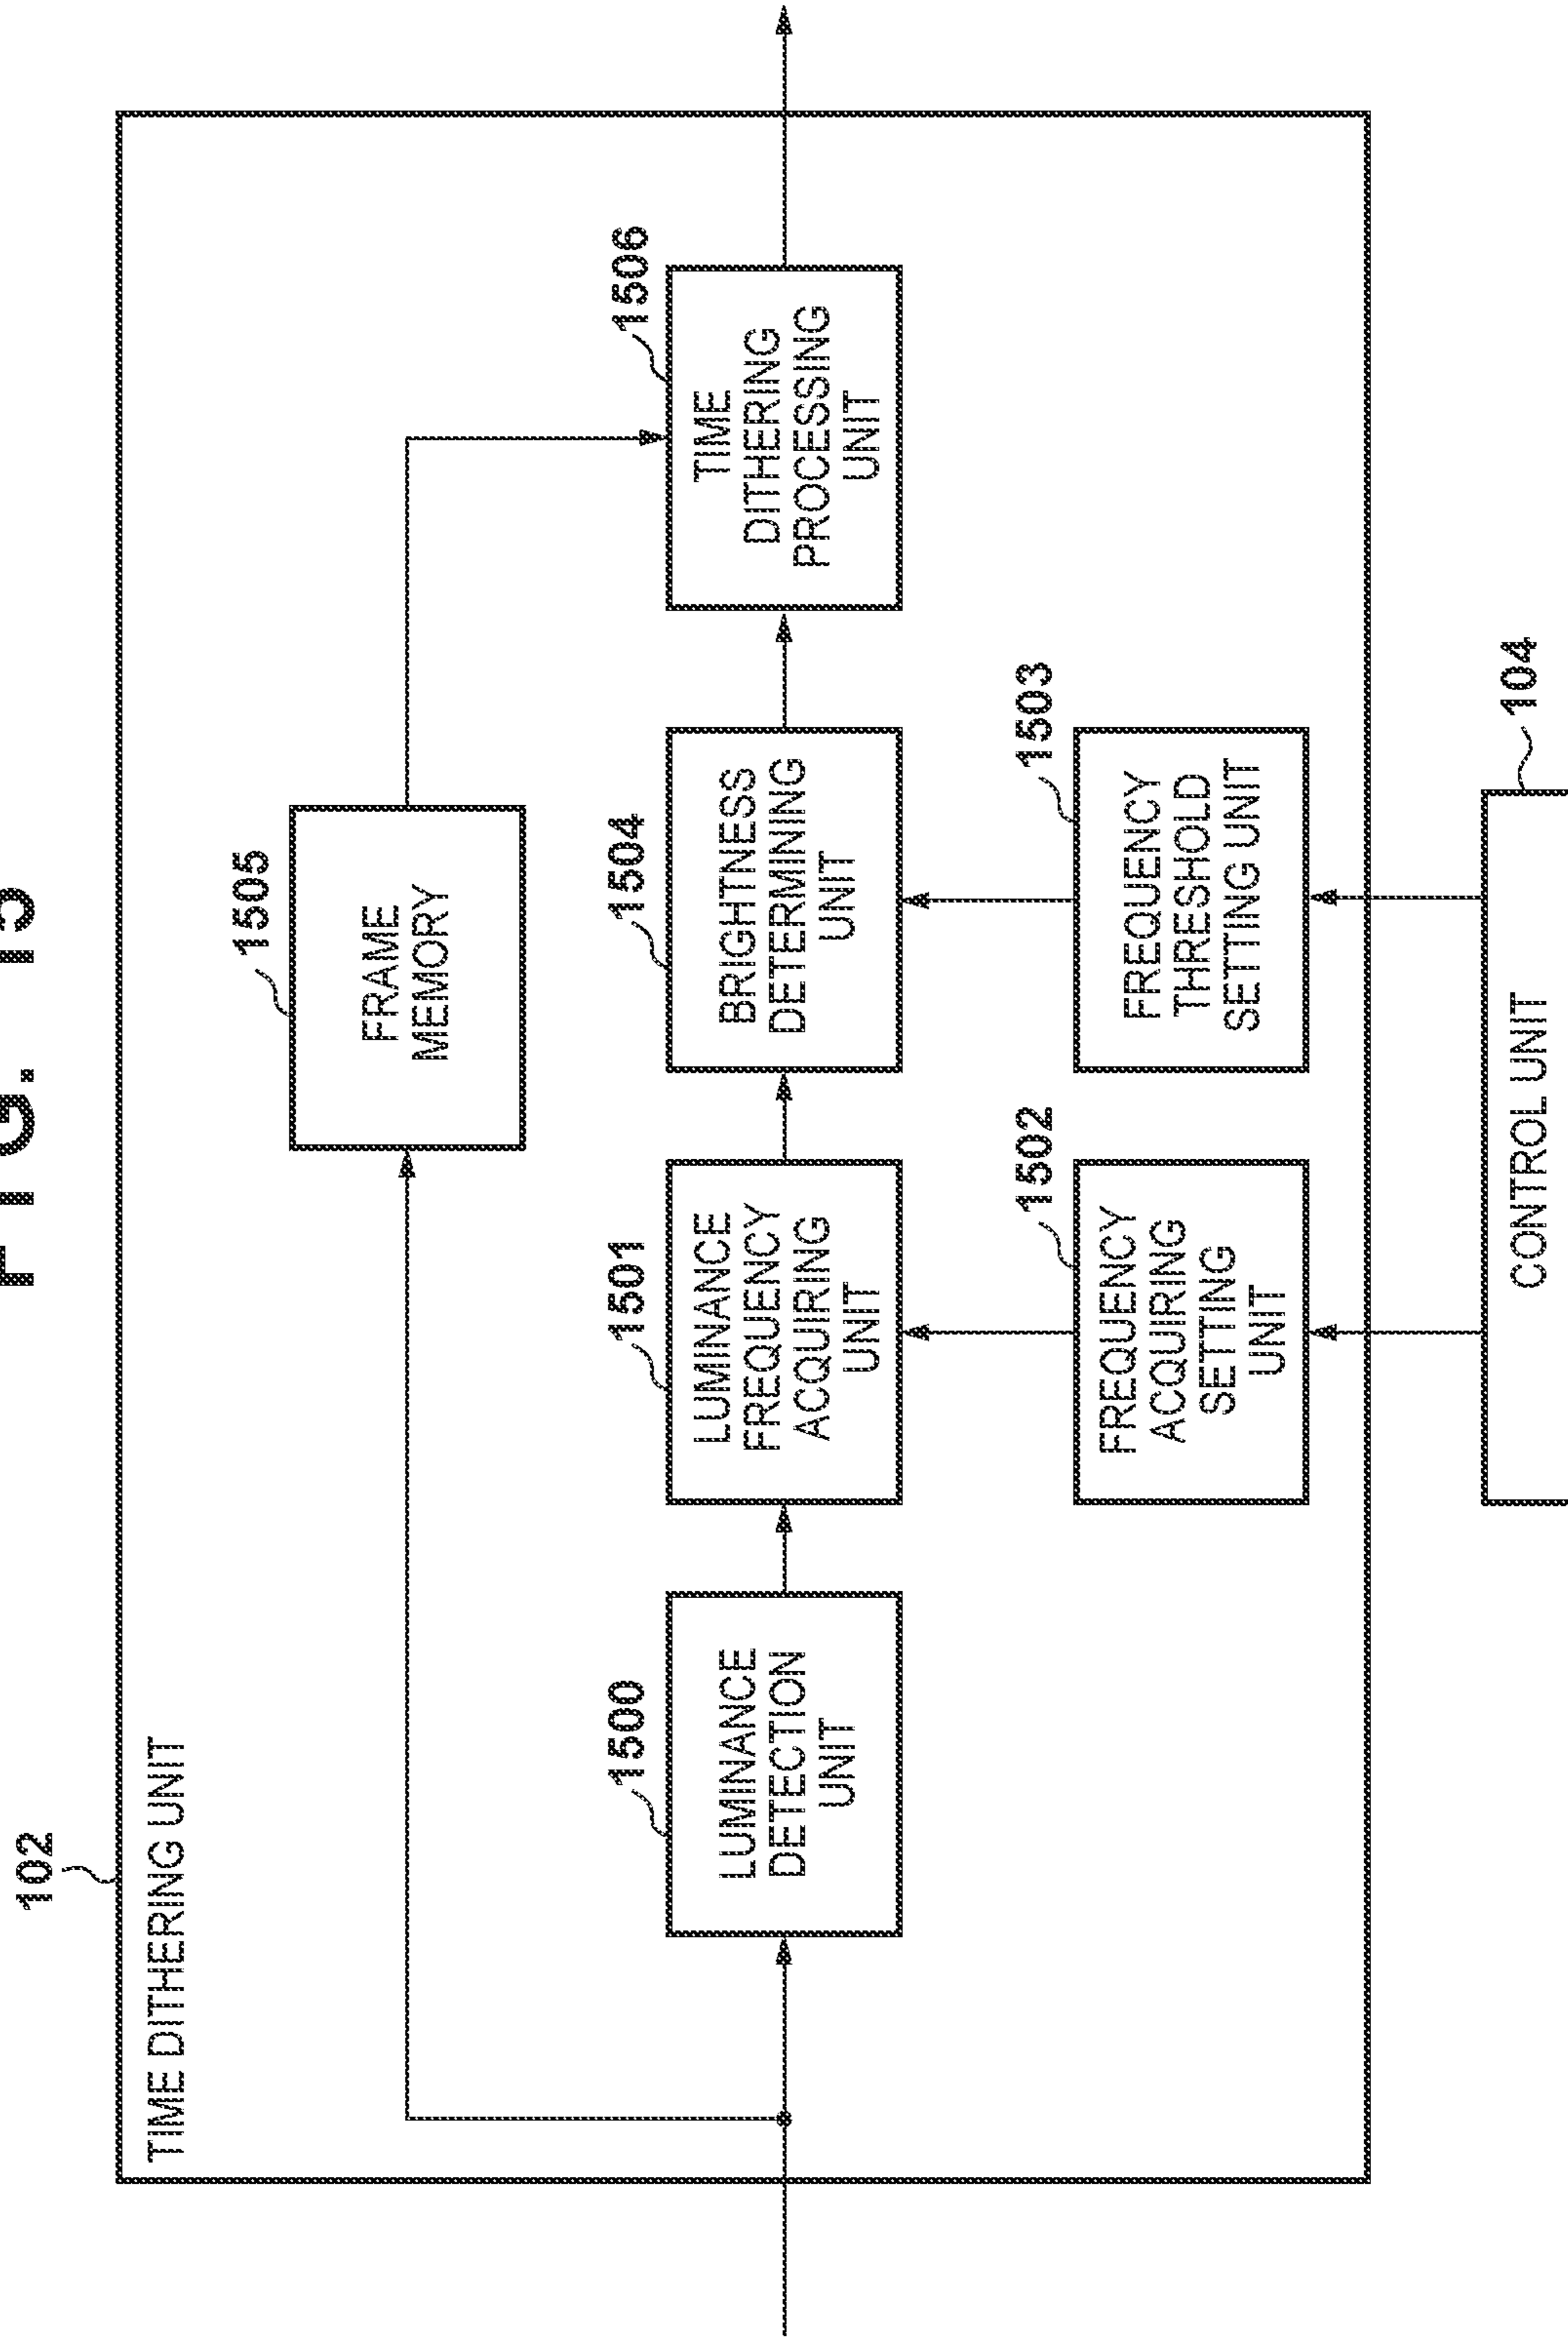 FIG. 15
102
TIME DITHERING UNIT
1505
FRAME
MEMORY
1500
LUMINANCE
DETECTION
UNIT
1501
LUMINANCE
FREQUENCY
ACQUIRING
UNIT
1504
BRIGHTNESS
DETERMINING
UNIT
1506
TIME
DITHERING
PROCESSING
UNIT
1502
FREQUENCY
ACQUIRING
SETTING
UNIT
1503
FREQUENCY
THRESHOLD
SETTING UNIT
104
CONTROL UNIT